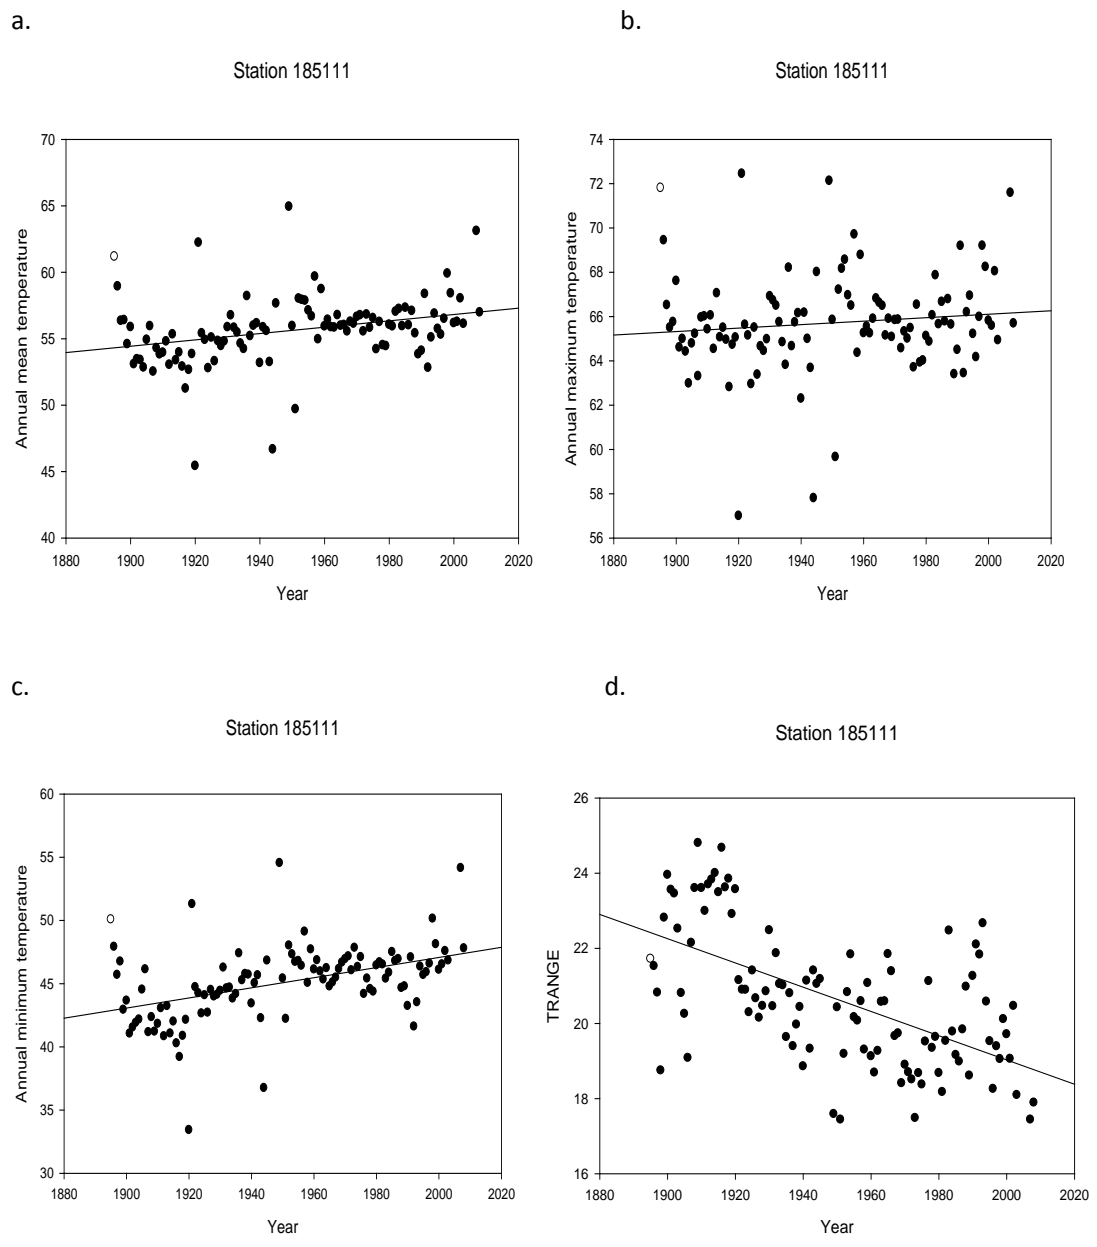 a.
Station 185111
70
65
60
55
50
45
40
Annual mean temperature
1880 1900 1920 1940 1960 1980 2000 2020
Year
b.
Station 185111
74
72
70
68
66
64
62
60
58
56
Annual maximum temperature
1880 1900 1920 1940 1960 1980 2000 2020
Year
c.
Station 185111
60
55
50
45
40
35
30
Annual minimum temperature
1880 1900 1920 1940 1960 1980 2000 2020
Year
d.
Station 185111
26
24
22
20
18
16
TRANGE
1880 1900 1920 1940 1960 1980 2000 2020
Year